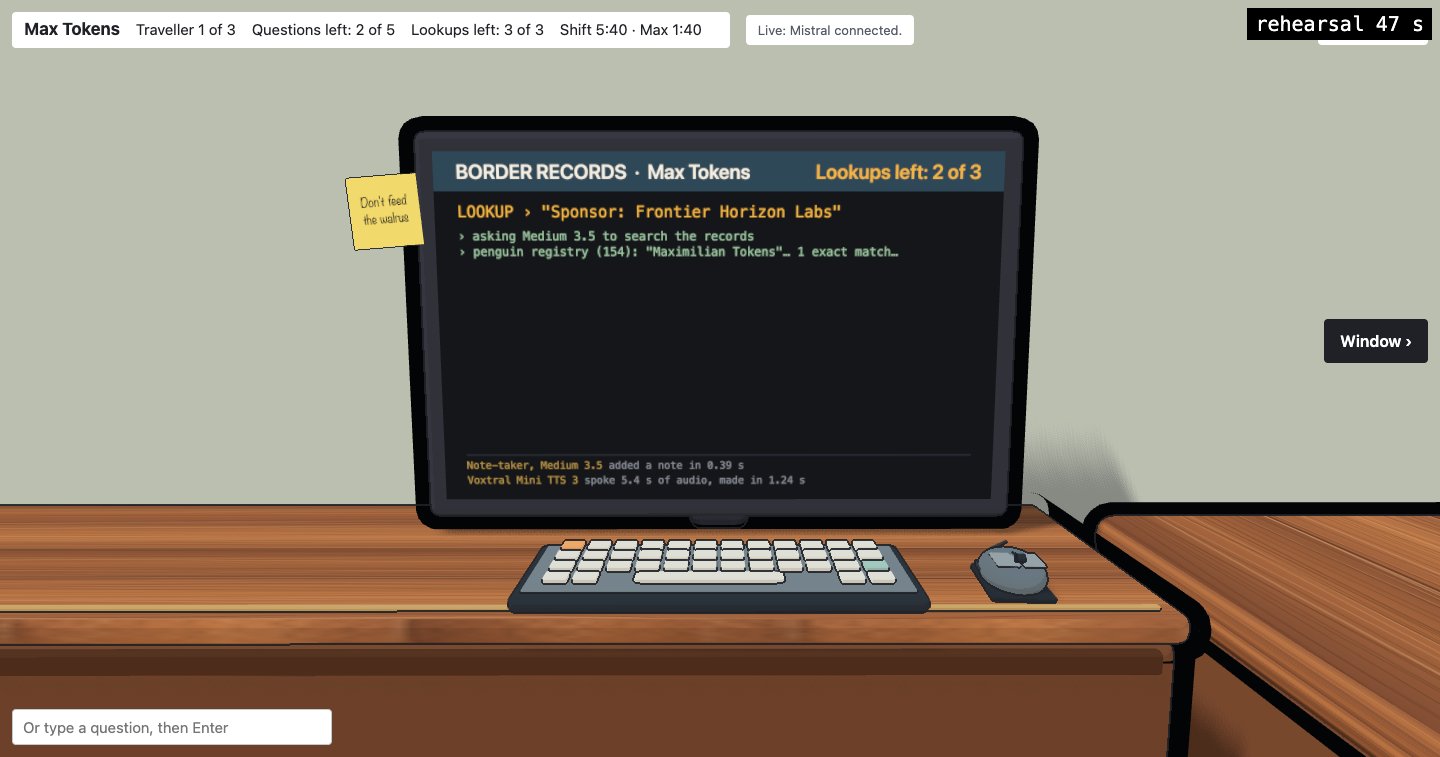 Max Tokens Traveller 1 of 3 Questions left: 2 of 5 Lookups left: 3 of 3 Shift 5:40 · Max 1:40
Live: Mistral connected.
rehearsal 47 s
BORDER RECORDS · Max Tokens Lookups left: 2 of 3
Don't feed
the walrus
LOOKUP › "Sponsor: Frontier Horizon Labs"
› asking Medium 3.5 to search the records
› penguin registry (154): "Maximilian Tokens"… 1 exact match…
Window ›
Note-taker, Medium 3.5 added a note in 0.39 s
Voxtral Mini TTS 3 spoke 5.4 s of audio, made in 1.24 s
Or type a question, then Enter